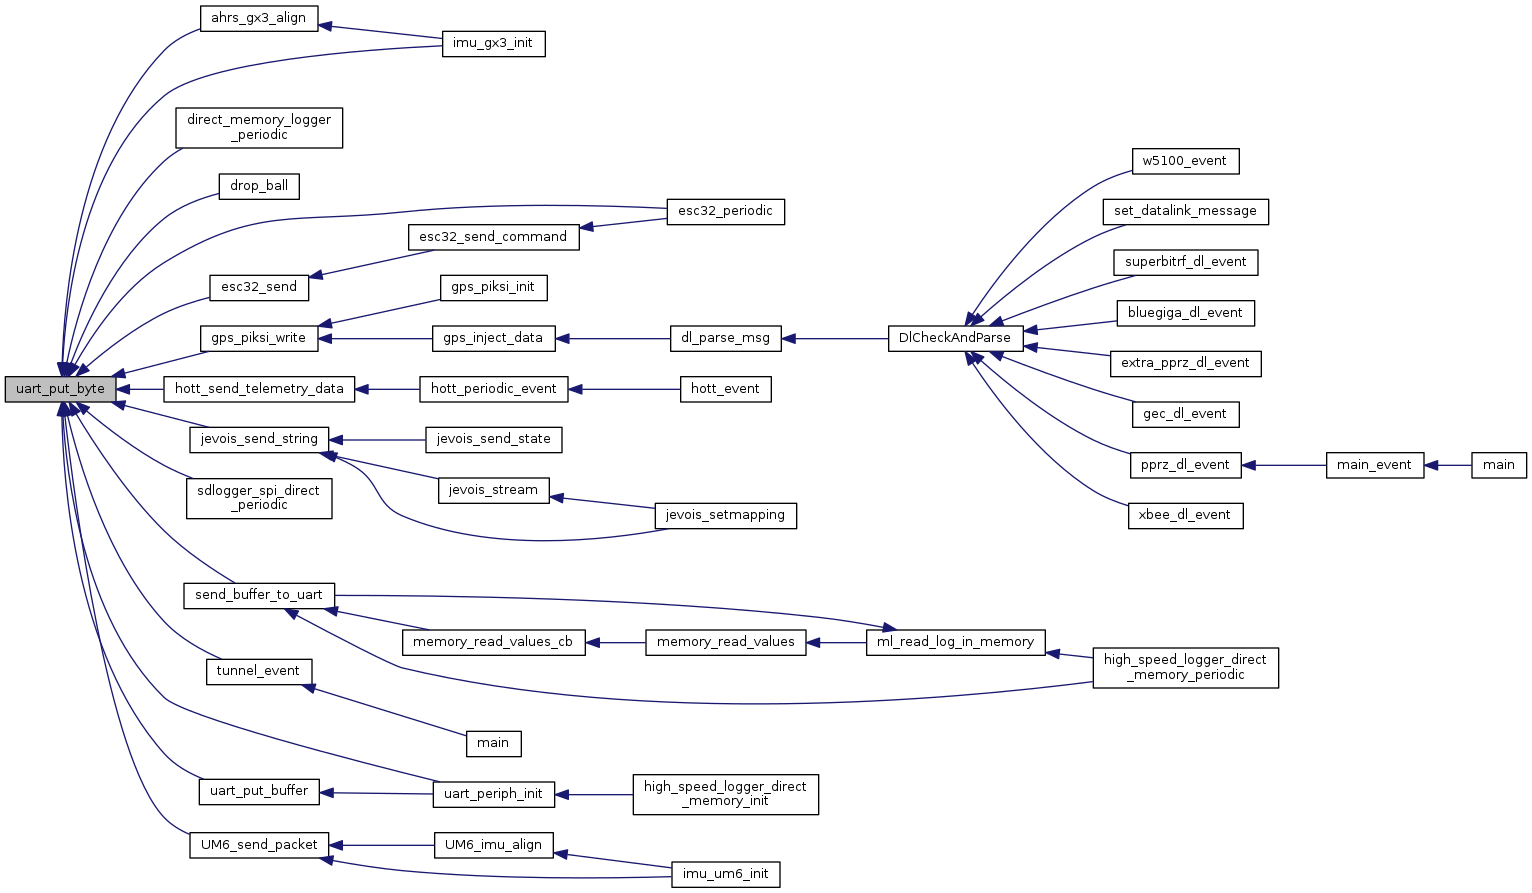 ahrs_gx3_align
imu_gx3_init
direct_memory_logger
_periodic
w5100_event
drop_ball
esc32_periodic
set_datalink_message
esc32_send_command
superbitrf_dl_event
esc32_send
gps_piksi_init
bluegiga_dl_event
gps_piksi_write
gps_inject_data
dl_parse_msg
DlCheckAndParse
extra_pprz_dl_event
uart_put_byte
hott_send_telemetry_data
hott_periodic_event
hott_event
gec_dl_event
jevois_send_string
jevois_send_state
pprz_dl_event
main_event
main
sdlogger_spi_direct
_periodic
jevois_stream
jevois_setmapping
xbee_dl_event
send_buffer_to_uart
memory_read_values_cb
memory_read_values
ml_read_log_in_memory
high_speed_logger_direct
_memory_periodic
tunnel_event
main
uart_put_buffer
uart_periph_init
high_speed_logger_direct
_memory_init
UM6_send_packet
UM6_imu_align
imu_um6_init